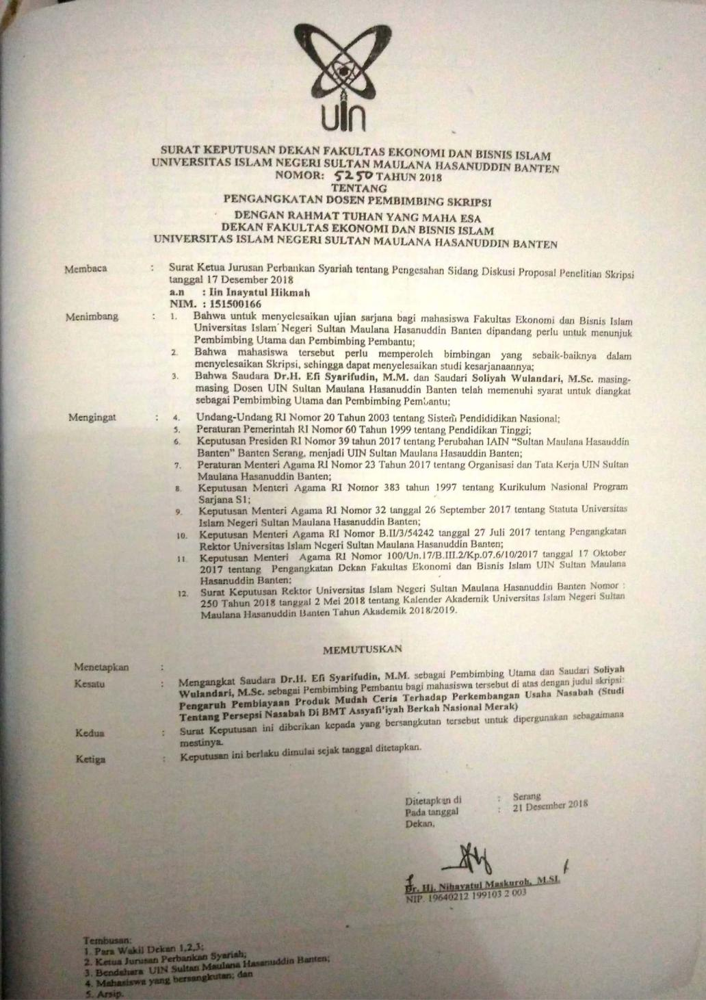 uin
SURAT KEPUTUSAN DEKAN FAKULTAS EKONOMI DAN BISNIS ISLAM
UNIVERSITAS ISLAM NEGERI SULTAN MAULANA HASANUDDIN BANTEN
NOMOR: 5250 TAHUN 2018
TENTANG
PENGANGKATAN DOSEN PEMBIMBING SKRIPSI
DENGAN RAHMAT TUHAN YANG MAHA ESA
DEKAN FAKULTAS EKONOMI DAN BISNIS ISLAM
UNIVERSITAS ISLAM NEGERI SULTAN MAULANA HASANUDDIN BANTEN
Membaca : Surat Ketua Jurusan Perbankan Syariah tentang Pengesahan Sidang Diskusi Proposal Penelitian Skripsi
tanggal 17 Desember 2018
a.n : Iin Inayatul Hikmah
NIM. : 151500166
Menimbang : 1. Bahwa untuk menyelesaikan ujian sarjana bagi mahasiswa Fakultas Ekonomi dan Bisnis Islam
Universitas Islam Negeri Sultan Maulana Hasanuddin Banten dipandang perlu untuk menunjuk
Pembimbing Utama dan Pembimbing Pembantu;
2. Bahwa mahasiswa tersebut perlu memperoleh bimbingan yang sebaik-baiknya dalam
menyelesaikan Skripsi, sehingga dapat menyelesaikan studi kesarjanaannya;
3. Bahwa Saudara Dr.H. Efi Syarifudin, M.M. dan Saudari Soliyah Wulandari, M.Sc. masing-
masing Dosen UIN Sultan Maulana Hasanuddin Banten telah memenuhi syarat untuk diangkat
sebagai Pembimbing Utama dan Pembimbing Pembantu;
Mengingat : 4. Undang-Undang RI Nomor 20 Tahun 2003 tentang Sistem Pendididikan Nasional;
5. Peraturan Pemerintah RI Nomor 60 Tahun 1999 tentang Pendidikan Tinggi;
6. Keputusan Presiden RI Nomor 39 tahun 2017 tentang Perubahan IAIN “Sultan Maulana Hasauddin
Banten” Banten Serang, menjadi UIN Sultan Maulana Hasauddin Banten;
7. Peraturan Menteri Agama RI Nomor 23 Tahun 2017 tentang Organisasi dan Tata Kerja UIN Sultan
Maulana Hasanuddin Banten;
8. Keputusan Menteri Agama RI Nomor 383 tahun 1997 tentang Kurikulum Nasional Program
Sarjana S1;
9. Keputusan Menteri Agama RI Nomor 32 tanggal 26 September 2017 tentang Statuta Universitas
Islam Negeri Sultan Maulana Hasanuddin Banten;
10. Keputusan Menteri Agama RI Nomor B.II/3/54242 tanggal 27 Juli 2017 tentang Pengangkatan
Rektor Universitas Islam Negeri Sultan Maulana Hasanuddin Banten;
11. Keputusan Menteri Agama RI Nomor 100/Un.17/B.III.2/Kp.07.6/10/2017 tanggal 17 Oktober
2017 tentang Pengangkatan Dekan Fakultas Ekonomi dan Bisnis Islam UIN Sultan Maulana
Hasanuddin Banten;
12. Surat Keputusan Rektor Universitas Islam Negeri Sultan Maulana Hasanuddin Banten Nomor :
250 Tahun 2018 tanggal 2 Mei 2018 tentang Kalender Akademik Universitas Islam Negeri Sultan
Maulana Hasanuddin Banten Tahun Akademik 2018/2019.
MEMUTUSKAN
Menetapkan :
Kesatu : Mengangkat Saudara Dr.H. Efi Syarifudin, M.M. sebagai Pembimbing Utama dan Saudari Soliyah
Wulandari, M.Sc. sebagai Pembimbing Pembantu bagi mahasiswa tersebut di atas dengan judul skripsi:
Pengaruh Pembiayaan Produk Mudah Ceria Terhadap Perkembangan Usaha Nasabah (Studi
Tentang Persepsi Nasabah Di BMT Assyafi'iyah Berkah Nasional Merak)
Kedua : Surat Keputusan ini diberikan kepada yang bersangkutan tersebut untuk dipergunakan sebagaimana
mestinya.
Ketiga : Keputusan ini berlaku dimulai sejak tanggal ditetapkan.
Ditetapkan di : Serang
Pada tanggal : 21 Desember 2018
Dekan,
Dr. Hj. Nihayatul Maskuroh, M.SI.
NIP. 19640212 199103 2 003
Tembusan:
1. Para Wakil Dekan 1,2,3;
2. Ketua Jurusan Perbankan Syariah;
3. Bendahara UIN Sultan Maulana Hasanuddin Banten;
4. Mahasiswa yang bersangkutan; dan
5. Arsip.